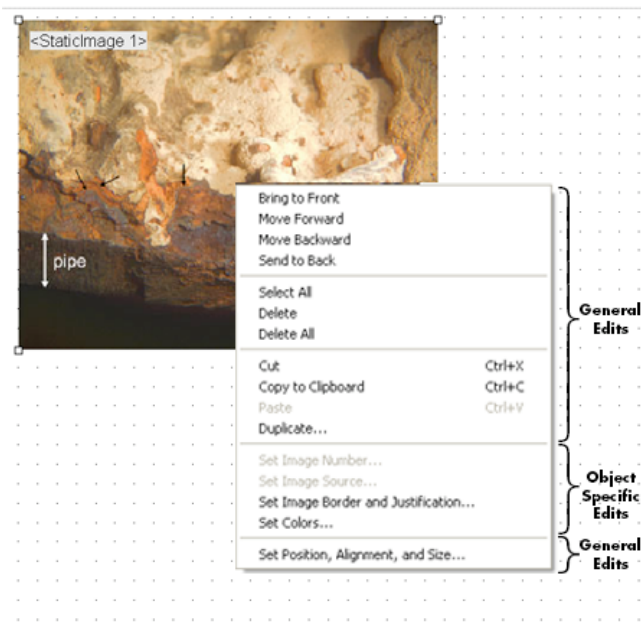 <StaticImage 1>
pipe
Bring to Front
Move Forward
Move Backward
Send to Back
Select All
Delete
Delete All
Cut Ctrl+X
Copy to Clipboard Ctrl+C
Paste Ctrl+V
Duplicate...
Set Image Number...
Set Image Source...
Set Image Border and Justification...
Set Colors...
Set Position, Alignment, and Size...
General
Edits
Object
Specific
Edits
General
Edits